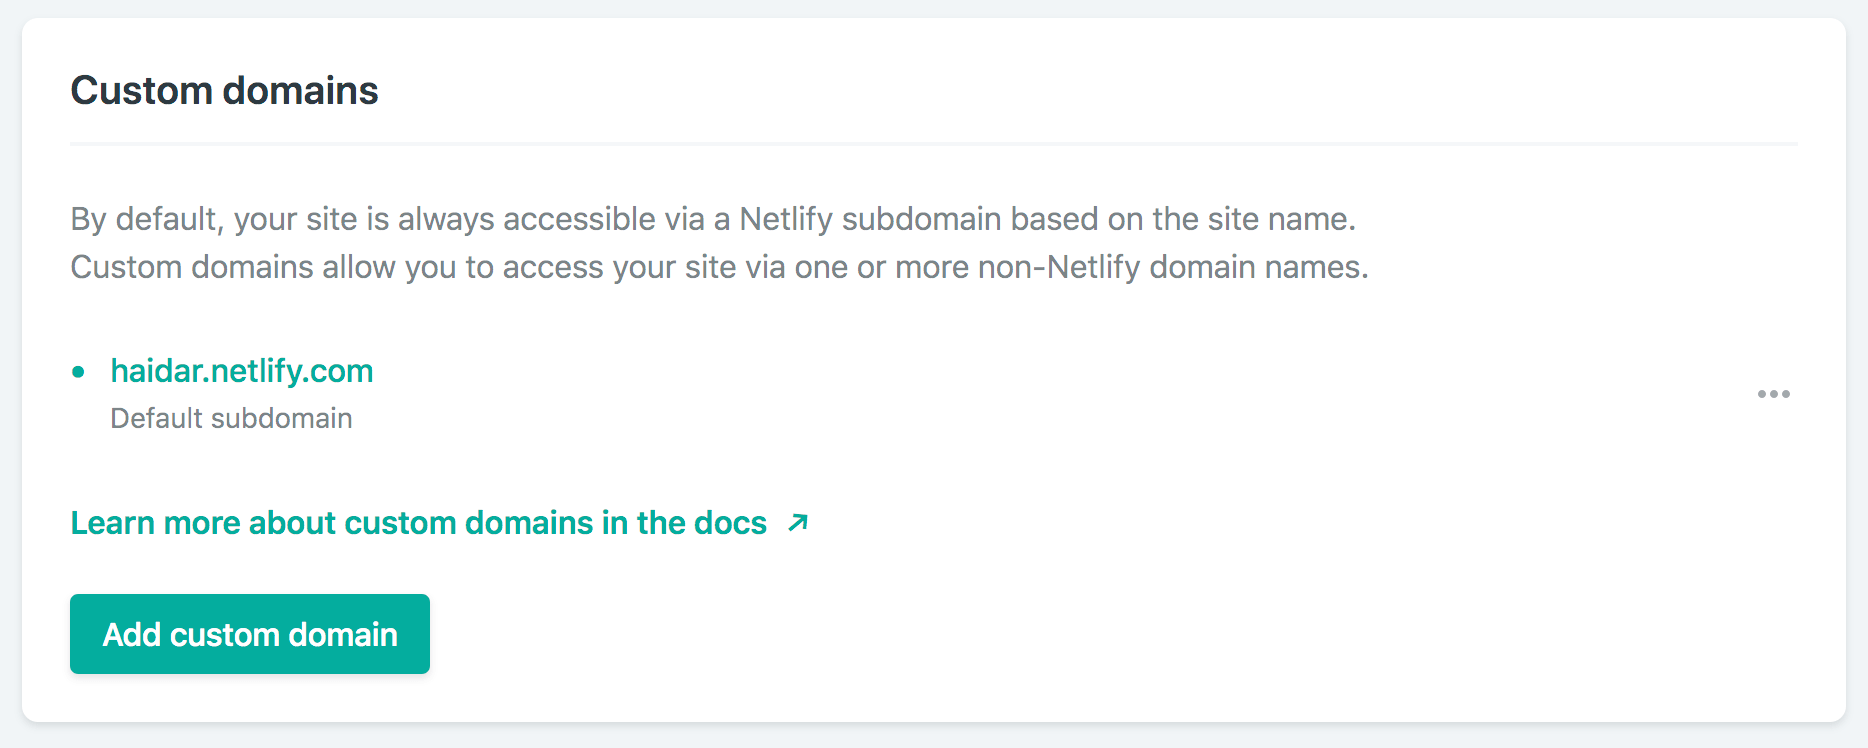 Custom domains
By default, your site is always accessible via a Netlify subdomain based on the site name.
Custom domains allow you to access your site via one or more non-Netlify domain names.
haidar.netlify.com
Default subdomain
Learn more about custom domains in the docs
Add custom domain